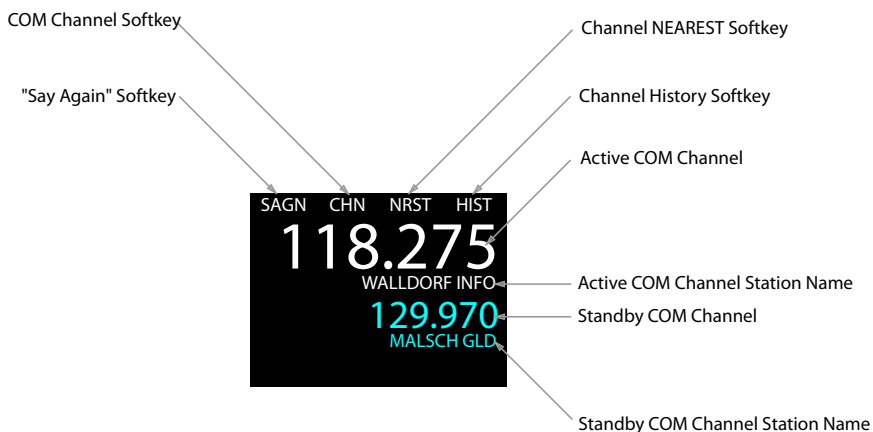 COM Channel Softkey
Channel NEAREST Softkey
"Say Again" Softkey
Channel History Softkey
Active COM Channel
SAGN CHN NRST HIST
118.275
WALLDORF INFO
Active COM Channel Station Name
129.970
Standby COM Channel
MALSCH GLD
Standby COM Channel Station Name